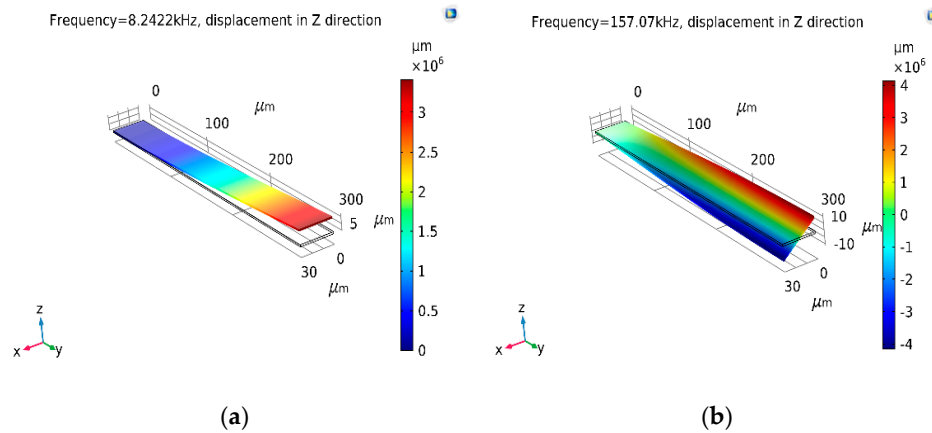 Frequency=8.2422kHz, displacement in Z direction
µm
×10⁶
0
µm
100
200
300
5
µm
0
30
µm
3
2.5
2
1.5
1
0.5
0
z
x
y
(a)
Frequency=157.07kHz, displacement in Z direction
µm
×10⁶
0
µm
100
200
300
10
µm
-10
0
30
µm
4
3
2
1
0
-1
-2
-3
-4
z
x
y
(b)